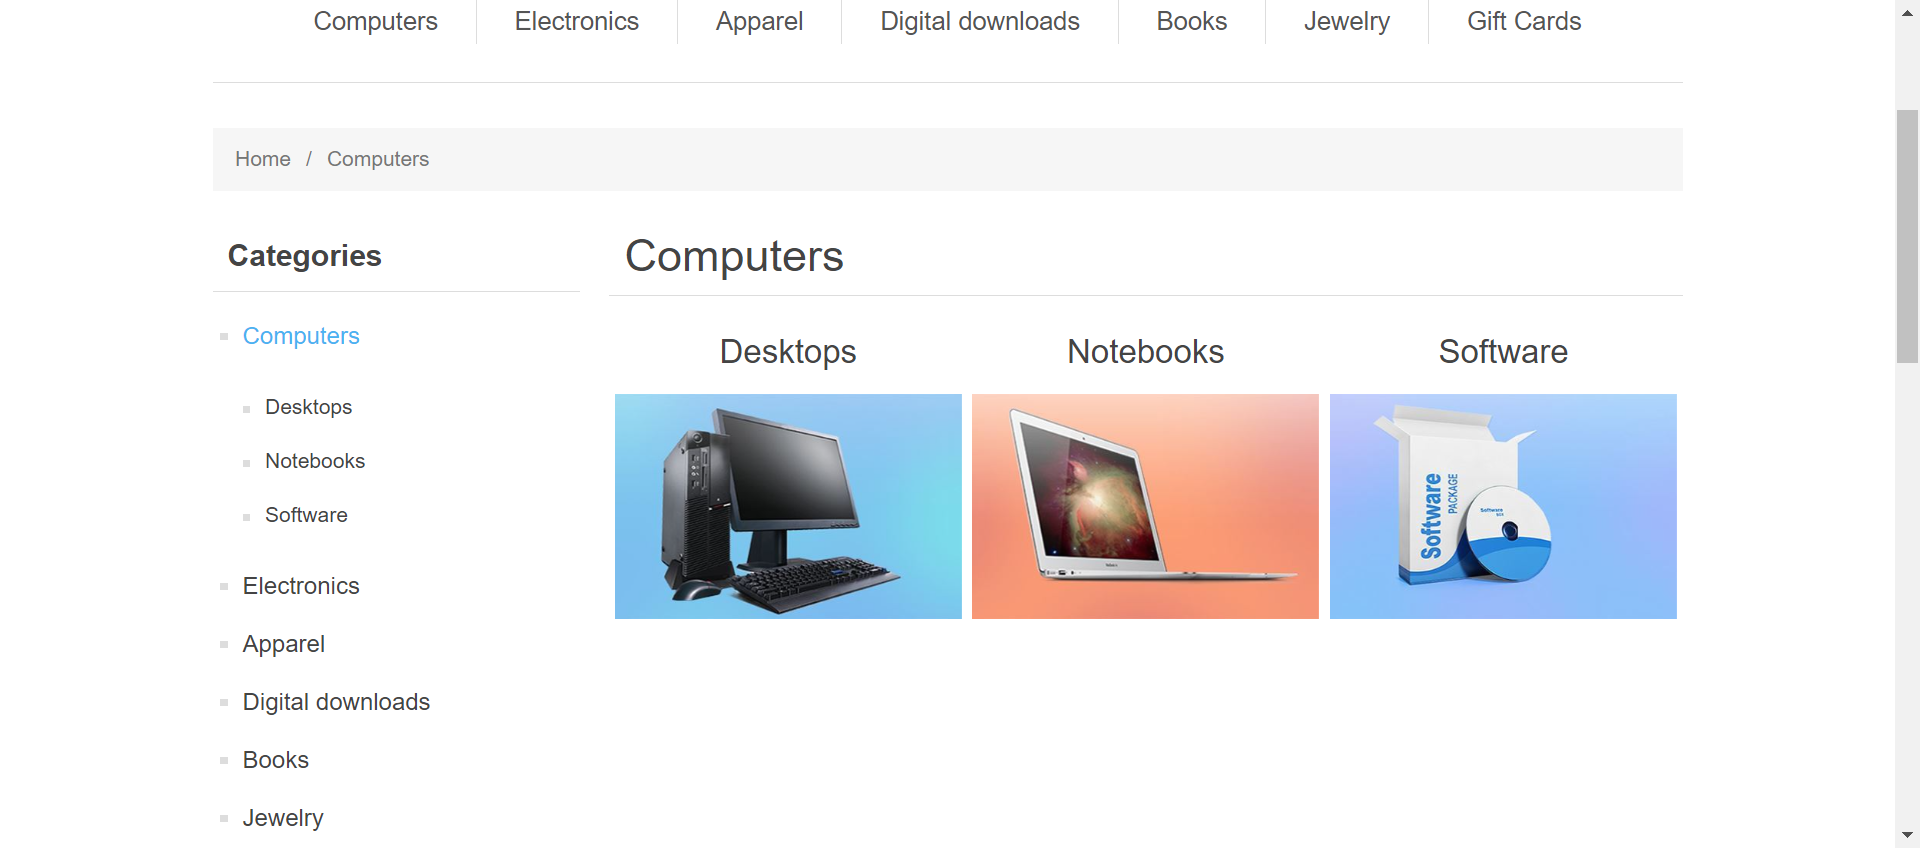 Computers Electronics Apparel Digital downloads Books Jewelry Gift Cards
Home / Computers
Categories
Computers
Desktops
Notebooks
Software
Electronics
Apparel
Digital downloads
Books
Jewelry
Computers
Desktops Notebooks Software
Software
PACKAGE
Software